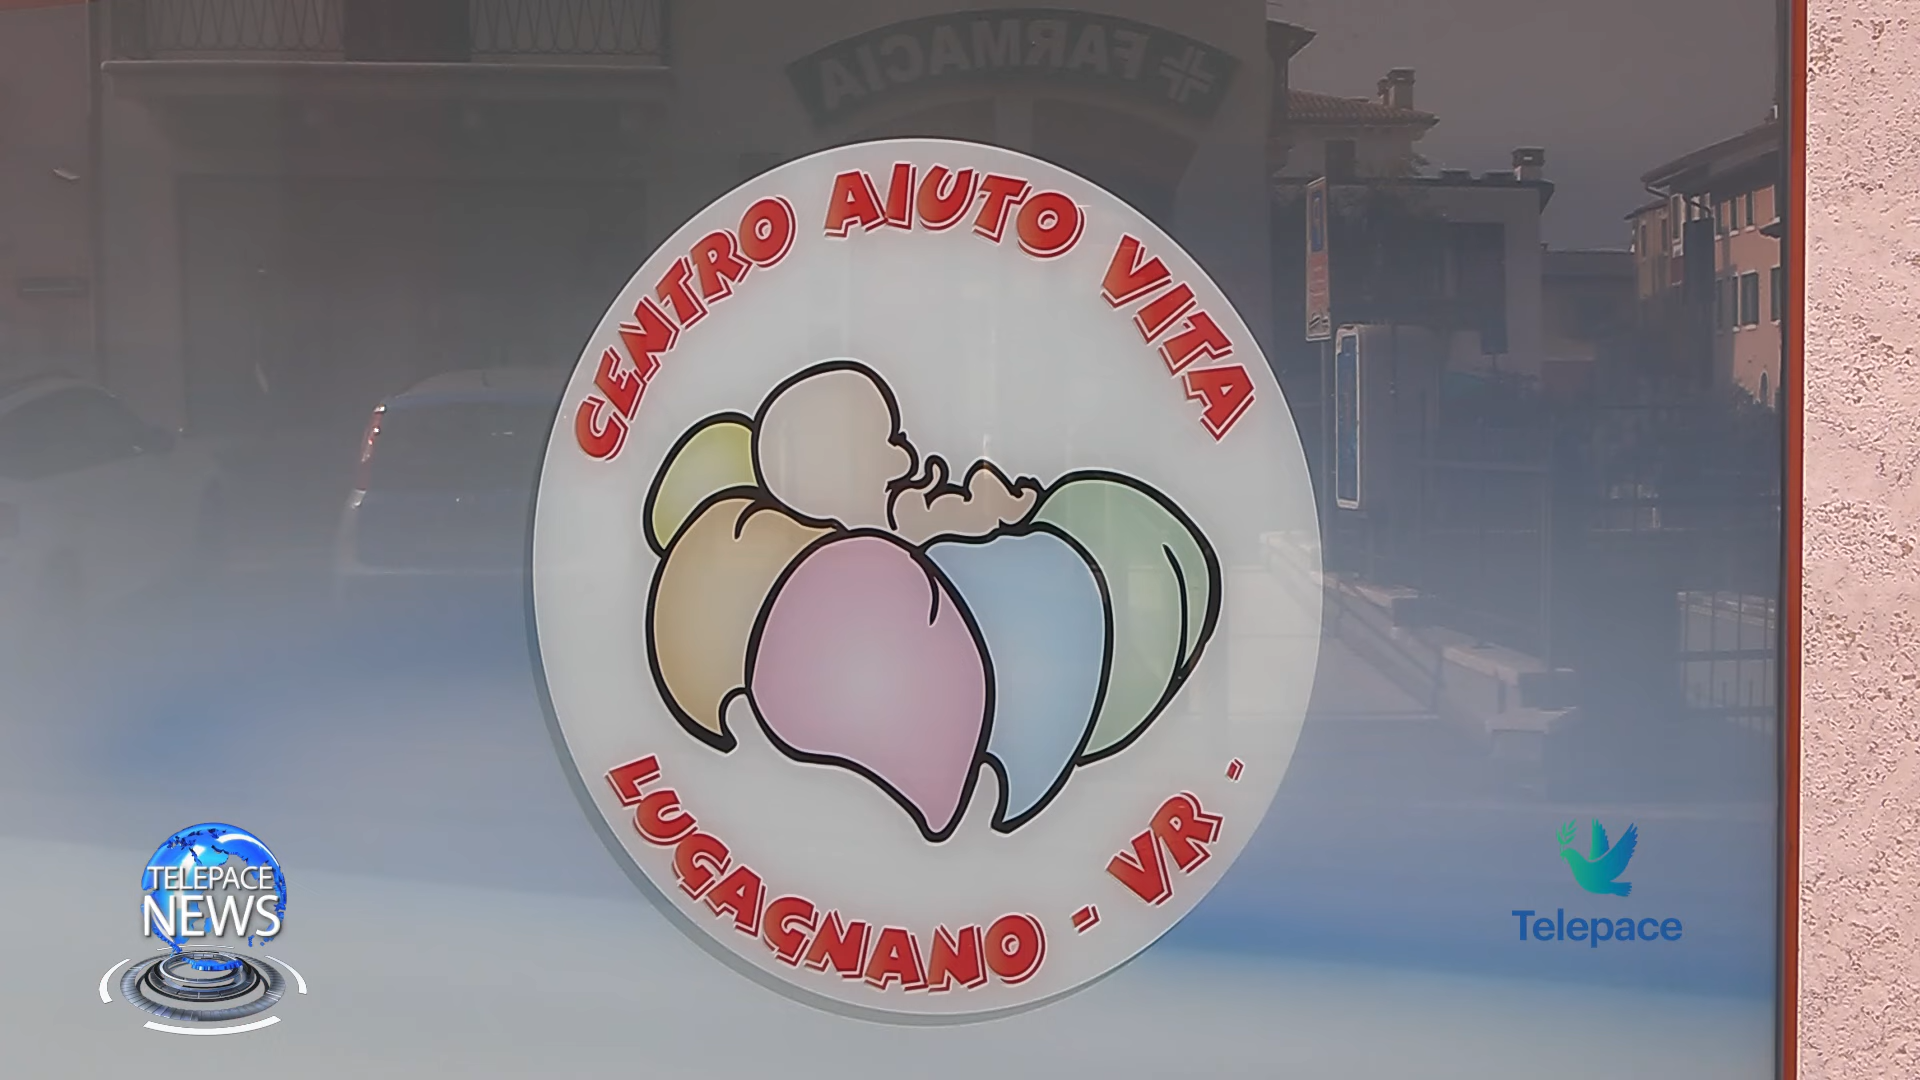 FARMACIA
CENTRO AIUTO VITA
LUGAGNANO - VR -
TELEPACE
NEWS
Telepace